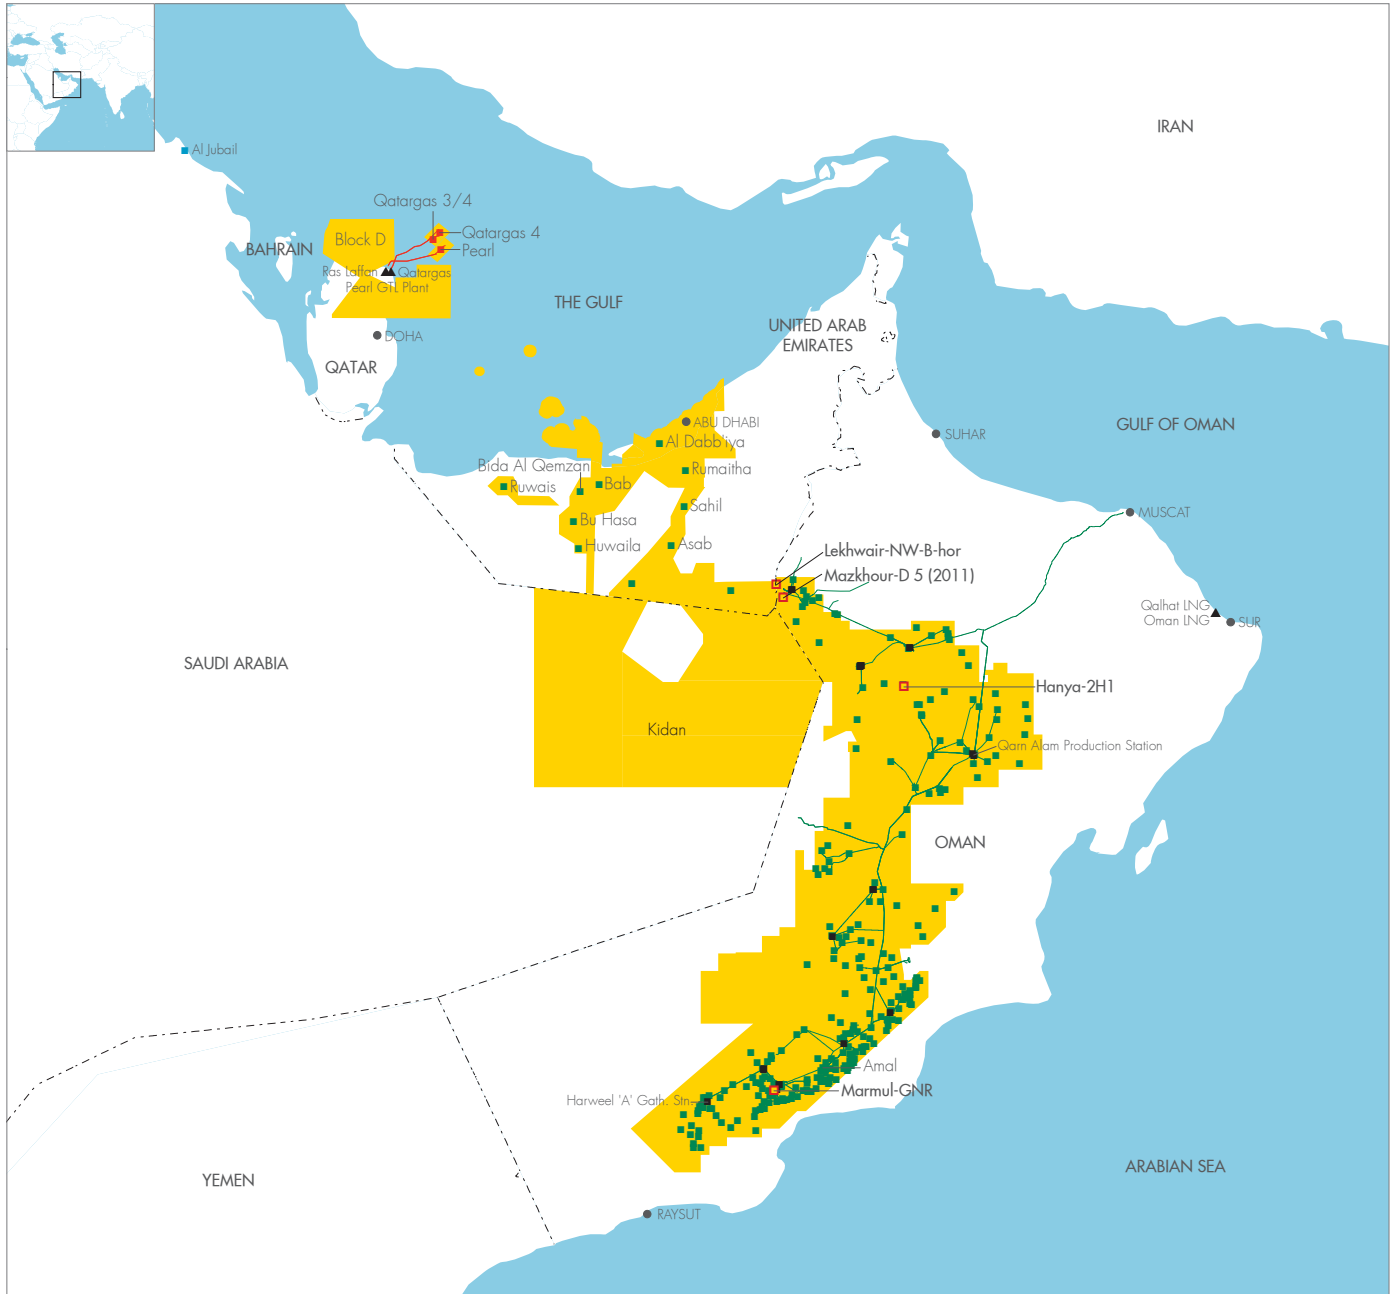 IRAN
Al Jubail
Qatargas 3/4
Qatargas 4
Block D
BAHRAIN
Pearl
Ras Laffan
Qatargas
Pearl GTL Plant
THE GULF
UNITED ARAB
EMIRATES
DOHA
QATAR
ABU DHABI
GULF OF OMAN
SUHAR
Al Dabb'iya
Bida Al Qemzan
Rumaitha
Ruwais
Bab
Sahil
MUSCAT
Bu Hasa
Huwaila
Asab
Lekhwair-NW-B-hor
Mazkhour-D 5 (2011)
Qalhat LNG
Oman LNG
SUR
SAUDI ARABIA
Hanya-2H1
Kidan
Qarn Alam Production Station
OMAN
Amal
Marmul-GNR
Harweel 'A' Gath. Stn.
ARABIAN SEA
YEMEN
RAYSUT